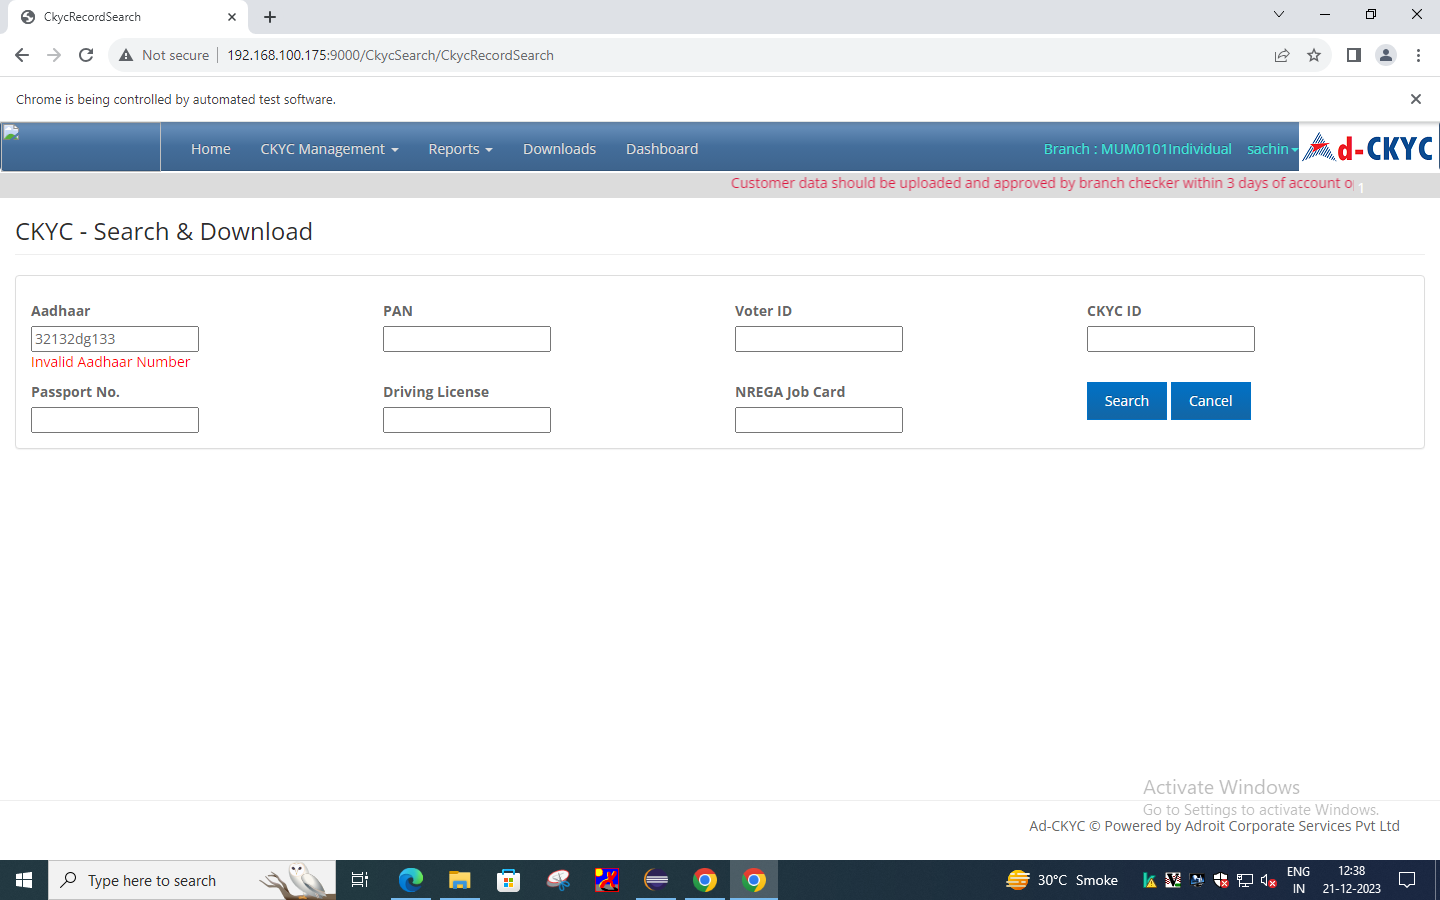 CkycRecordSearch
Not secure
192.168.100.175:9000/CkycSearch/CkycRecordSearch
Chrome is being controlled by automated test software.
Home CKYC Management Reports Downloads Dashboard
Branch : MUM0101Individual sachin
d-CKYC
Customer data should be uploaded and approved by branch checker within 3 days of account
1
CKYC - Search & Download
Aadhaar PAN Voter ID CKYC ID
32132dg133
Invalid Aadhaar Number
Passport No. Driving License NREGA Job Card
Search Cancel
Activate Windows
Go to Settings to activate Windows.
Ad-CKYC © Powered by Adroit Corporate Services Pvt Ltd
Type here to search
30°C Smoke
ENG
IN
12:38
21-12-2023